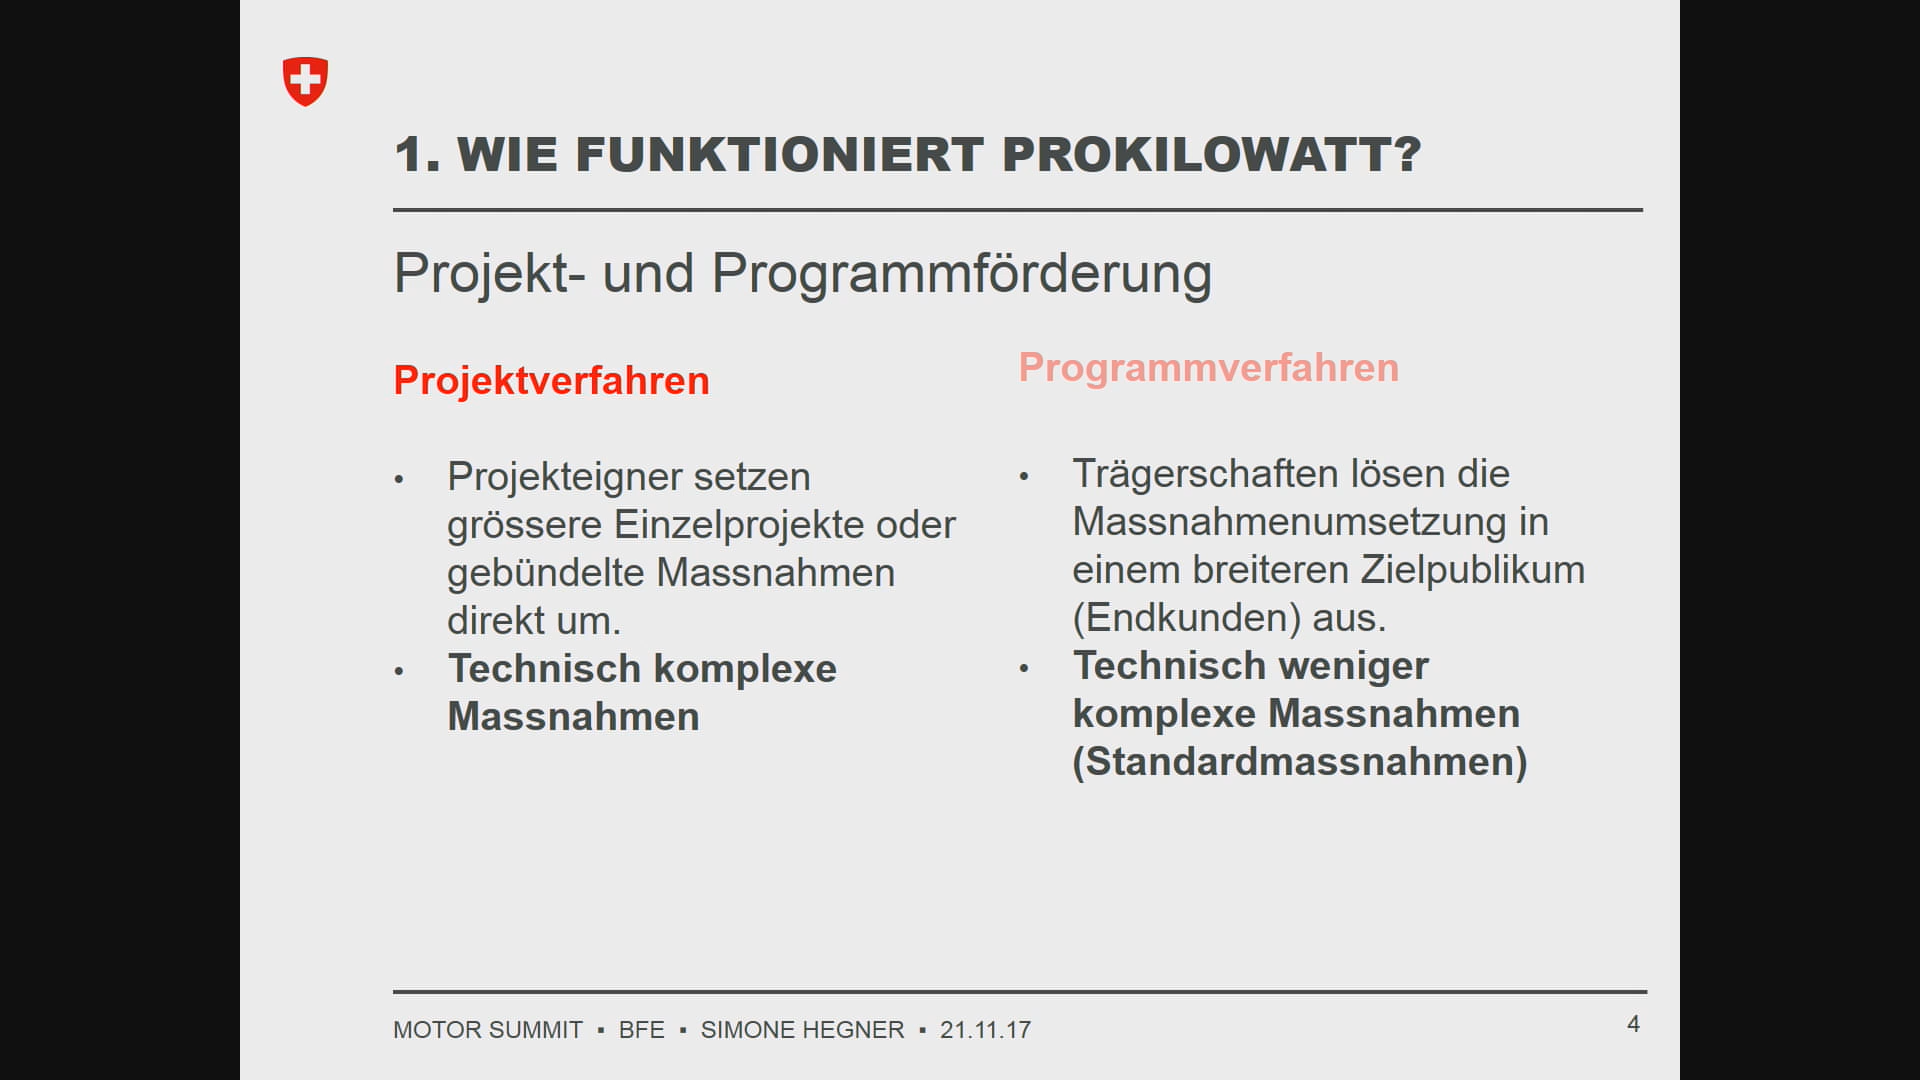 1. WIE FUNKTIONIERT PROKILOWATT?
Projekt- und Programmförderung
Projektverfahren
• Projekteigner setzen
grössere Einzelprojekte oder
gebündelte Massnahmen
direkt um.
• Technisch komplexe
Massnahmen
Programmverfahren
• Trägerschaften lösen die
Massnahmenumsetzung in
einem breiteren Zielpublikum
(Endkunden) aus.
• Technisch weniger
komplexe Massnahmen
(Standardmassnahmen)
MOTOR SUMMIT ▪ BFE ▪ SIMONE HEGNER ▪ 21.11.17
4